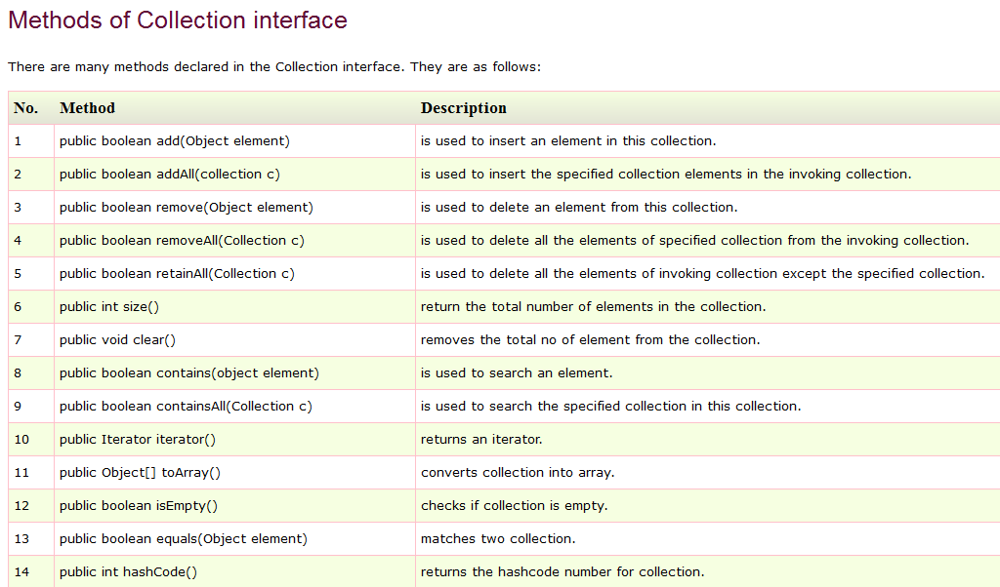 Methods of Collection interface
There are many methods declared in the Collection interface. They are as follows:
No. Method Description
1 public boolean add(Object element) is used to insert an element in this collection.
2 public boolean addAll(collection c) is used to insert the specified collection elements in the invoking collection.
3 public boolean remove(Object element) is used to delete an element from this collection.
4 public boolean removeAll(Collection c) is used to delete all the elements of specified collection from the invoking collection.
5 public boolean retainAll(Collection c) is used to delete all the elements of invoking collection except the specified collection.
6 public int size() return the total number of elements in the collection.
7 public void clear() removes the total no of element from the collection.
8 public boolean contains(object element) is used to search an element.
9 public boolean containsAll(Collection c) is used to search the specified collection in this collection.
10 public Iterator iterator() returns an iterator.
11 public Object[] toArray() converts collection into array.
12 public boolean isEmpty() checks if collection is empty.
13 public boolean equals(Object element) matches two collection.
14 public int hashCode() returns the hashcode number for collection.